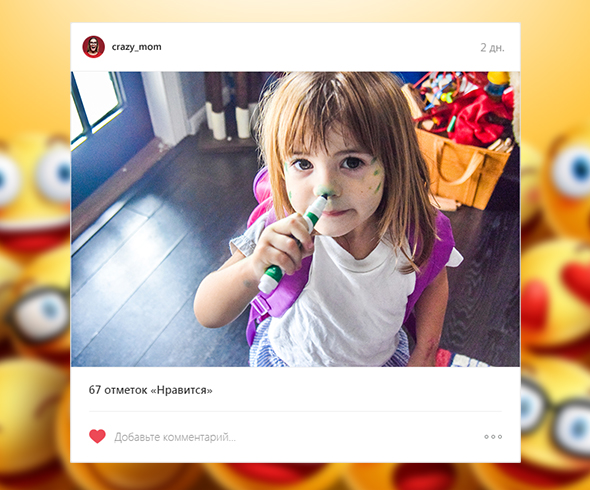 crazy_mom
2 дн.
67 отметок «Нравится»
Добавьте комментарий...